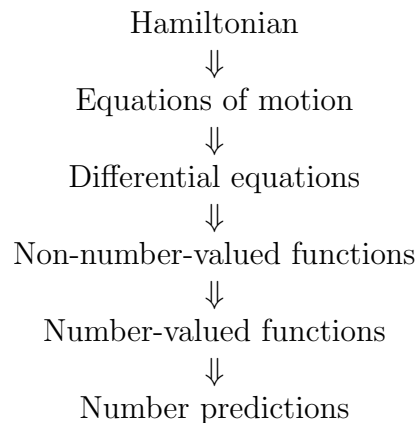 Hamiltonian
⇓
Equations of motion
⇓
Differential equations
⇓
Non-number-valued functions
⇓
Number-valued functions
⇓
Number predictions